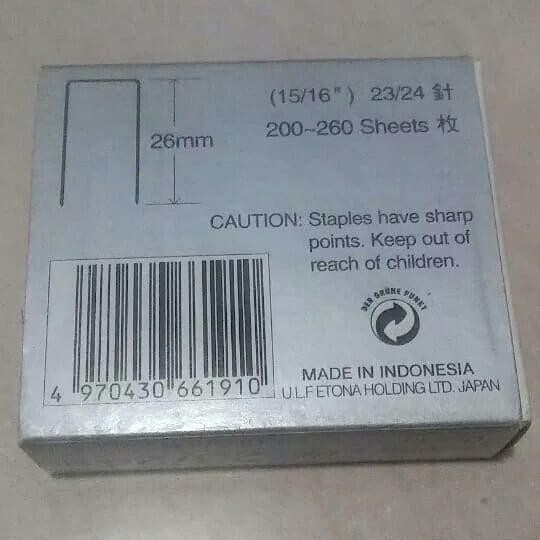 (15/16") 23/24 針
26mm
200~260 Sheets 枚
CAUTION: Staples have sharp
points. Keep out of
reach of children.
DER GRÜNE PUNKT
4 970430 661910
MADE IN INDONESIA
U L.F ETONA HOLDING LTD. JAPAN